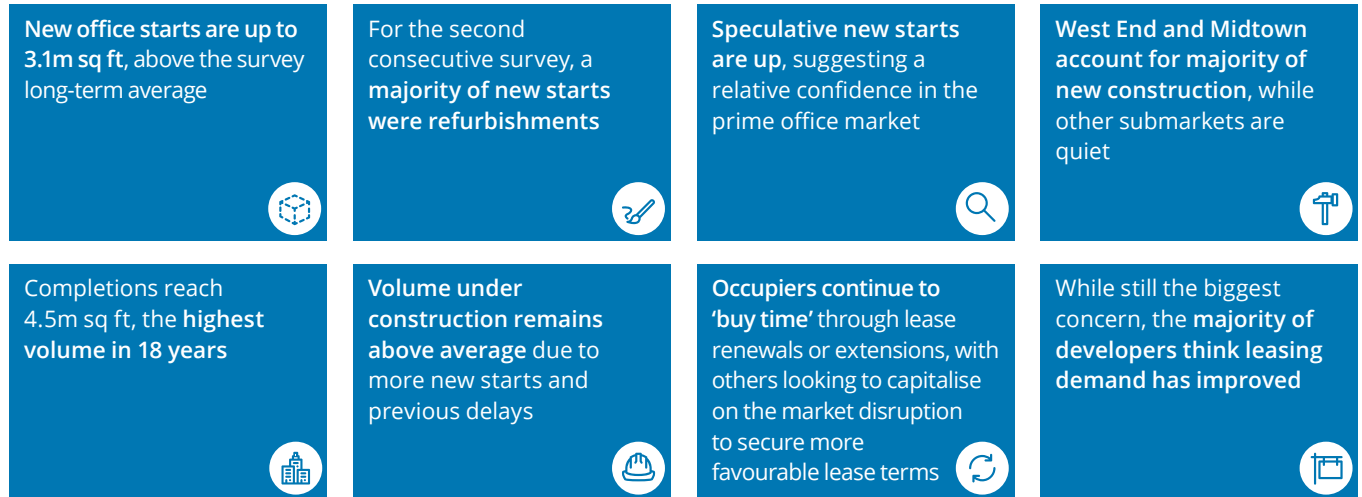 New office starts are up to
3.1m sq ft, above the survey
long-term average
For the second
consecutive survey, a
majority of new starts
were refurbishments
Speculative new starts
are up, suggesting a
relative confidence in the
prime office market
West End and Midtown
account for majority of
new construction, while
other submarkets are
quiet
Completions reach
4.5m sq ft, the highest
volume in 18 years
Volume under
construction remains
above average due to
more new starts and
previous delays
Occupiers continue to
‘buy time’ through lease
renewals or extensions, with
others looking to capitalise
on the market disruption
to secure more
favourable lease terms
While still the biggest
concern, the majority of
developers think leasing
demand has improved